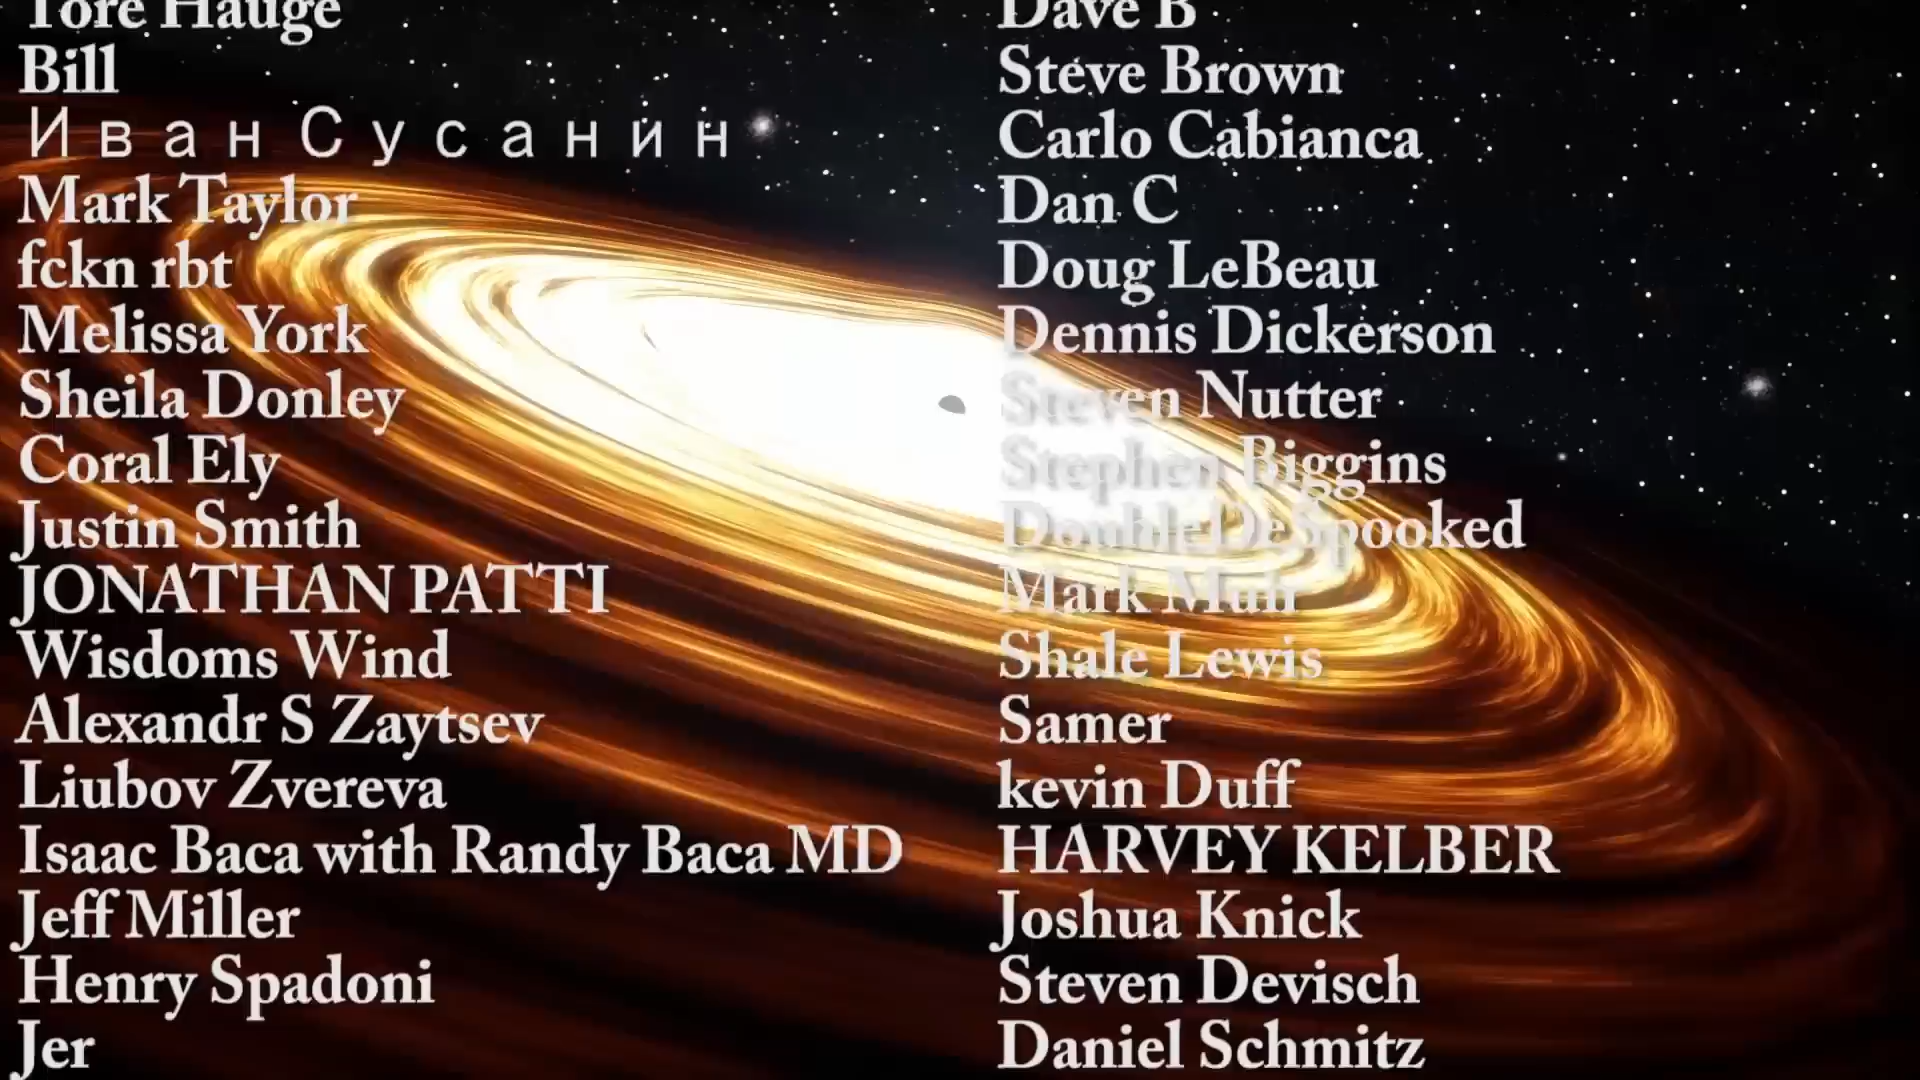 Tore Hauge
Bill
Иван Сусанин
Mark Taylor
fckn rbt
Melissa York
Sheila Donley
Coral Ely
Justin Smith
JONATHAN PATTI
Wisdoms Wind
Alexandr S Zaytsev
Liubov Zvereva
Isaac Baca with Randy Baca MD
Jeff Miller
Henry Spadoni
Jer
Dave B
Steve Brown
Carlo Cabianca
Dan C
Doug LeBeau
Dennis Dickerson
Steven Nutter
Stephen Biggins
DoubleDeSpooked
Mark Muir
Shale Lewis
Samer
kevin Duff
HARVEY KELBER
Joshua Knick
Steven Devisch
Daniel Schmitz